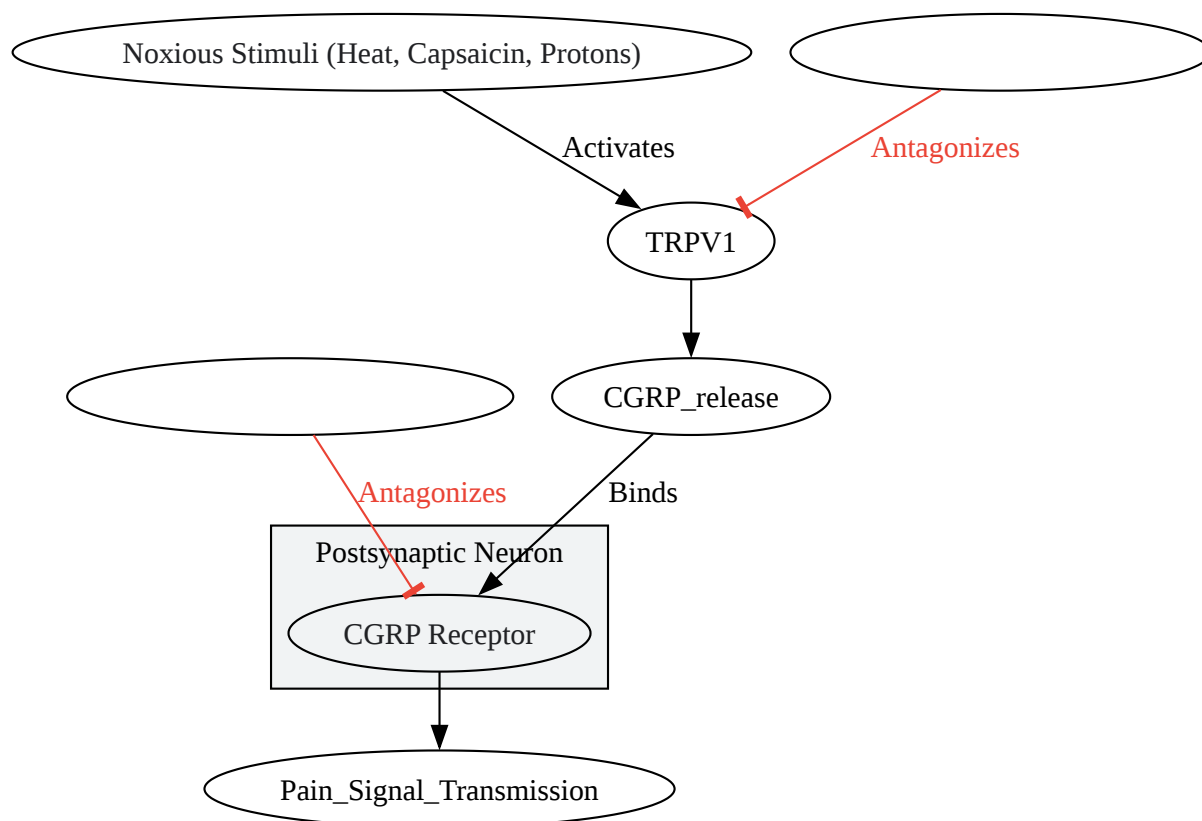 Noxious Stimuli (Heat, Capsaicin, Protons)
Activates
Antagonizes
TRPV1
CGRP_release
Antagonizes
Binds
Postsynaptic Neuron
CGRP Receptor
Pain_Signal_Transmission